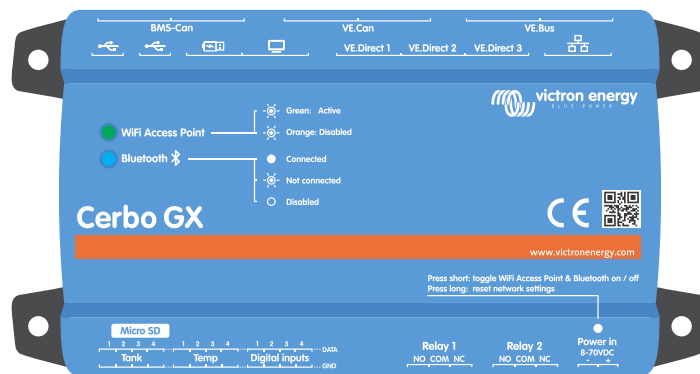 BMS-Can VE.Can VE.Bus
VE.Direct 1 VE.Direct 2 VE.Direct 3
victron energy
BLUE POWER
Green: Active
WiFi Access Point
Orange: Disabled
Bluetooth
Connected
Not connected
Disabled
Cerbo GX
CE
www.victronenergy.com
Press short: toggle WiFi Access Point & Bluetooth on / off
Press long: reset network settings
Micro SD
1 2 3 4 1 2 3 4 1 2 3 4 DATA
Tank Temp Digital inputs
GND
Relay 1 Relay 2 Power in
NO COM NC NO COM NC 8-70VDC
- +